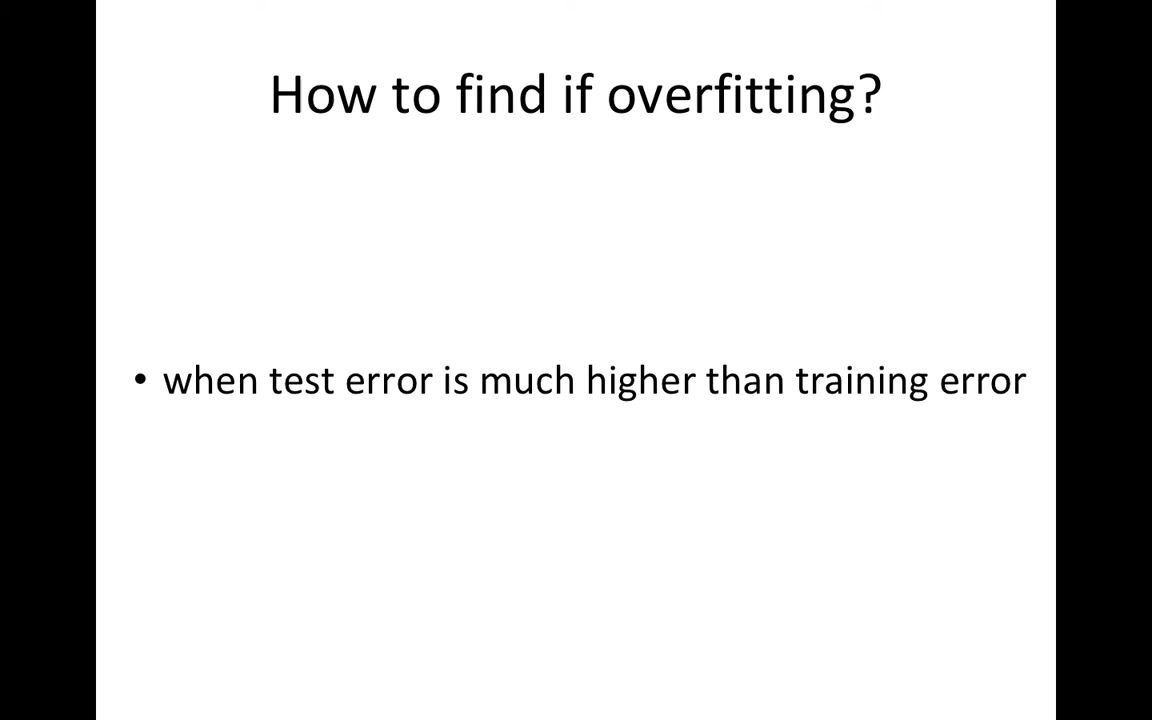 How to find if overfitting?
• when test error is much higher than training error